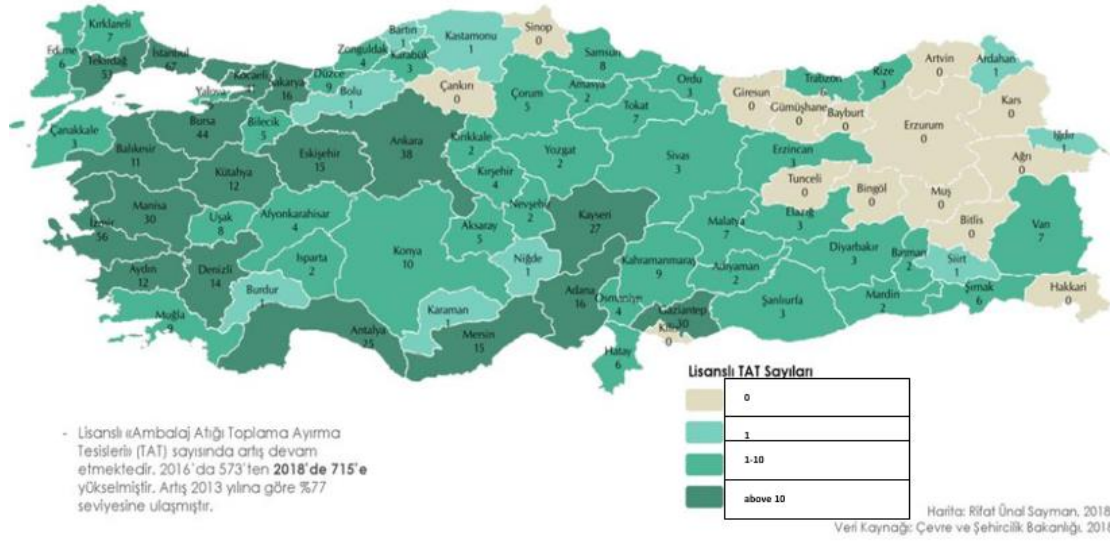 Kırklareli
7
Edirne
6
Tekirdağ
53
İstanbul
67
Kocaeli
Sakarya
16
Yalova
Düzce
9
Zonguldak
4
Bartın
1
Karabük
3
Kastamonu
1
Sinop
0
Samsun
8
Çankırı
0
Bolu
1
Çorum
5
Amasya
2
Ordu
3
Tokat
7
Giresun
0
Gümüşhane
0
Bayburt
0
Trabzon
6
Rize
3
Artvin
0
Ardahan
1
Kars
0
Erzurum
0
Iğdır
1
Ağrı
0
Çanakkale
3
Balıkesir
11
Bursa
44
Bilecik
5
Eskişehir
15
Kütahya
12
Ankara
38
Kırıkkale
2
Kırşehir
4
Yozgat
2
Sivas
3
Erzincan
3
Tunceli
0
Bingöl
0
Muş
0
Bitlis
0
Van
7
Manisa
30
İzmir
56
Uşak
8
Afyonkarahisar
4
Aydın
12
Denizli
14
Isparta
2
Burdur
1
Muğla
9
Antalya
25
Konya
10
Aksaray
5
Nevşehir
2
Niğde
1
Kayseri
27
Karaman
1
Mersin
15
Adana
16
Osmaniye
4
Kahramanmaraş
9
Malatya
7
Elazığ
3
Adıyaman
2
Diyarbakır
3
Batman
2
Siirt
1
Şırnak
6
Hakkari
0
Mardin
2
Şanlıurfa
3
Gaziantep
30
Kilis
0
Hatay
6
Lisanslı TAT Sayıları
0
1
1-10
above 10
- Lisanslı «Ambalaj Atığı Toplama Ayırma
Tesisleri» (TAT) sayısında artış devam
etmektedir. 2016'da 573'ten 2018'de 715'e
yükselmiştir. Artış 2013 yılına göre %77
seviyesine ulaşmıştır.
Harita: Rifat Ünal Sayman, 2018
Veri Kaynağı: Çevre ve Şehircilik Bakanlığı, 2018